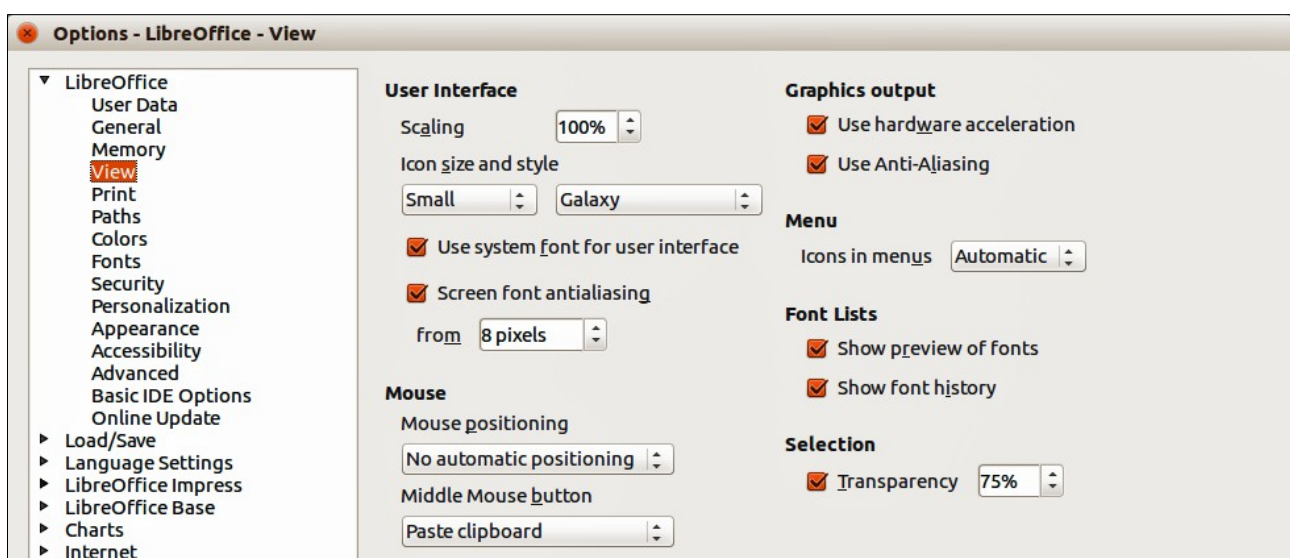 Options - LibreOffice - View
LibreOffice
User Data
General
Memory
View
Print
Paths
Colors
Fonts
Security
Personalization
Appearance
Accessibility
Advanced
Basic IDE Options
Online Update
Load/Save
Language Settings
LibreOffice Impress
LibreOffice Base
Charts
Internet
User Interface
Scaling 100%
Icon size and style
Small Galaxy
Use system font for user interface
Screen font antialiasing
from 8 pixels
Mouse
Mouse positioning
No automatic positioning
Middle Mouse button
Paste clipboard
Graphics output
Use hardware acceleration
Use Anti-Aliasing
Menu
Icons in menus Automatic
Font Lists
Show preview of fonts
Show font history
Selection
Transparency 75%